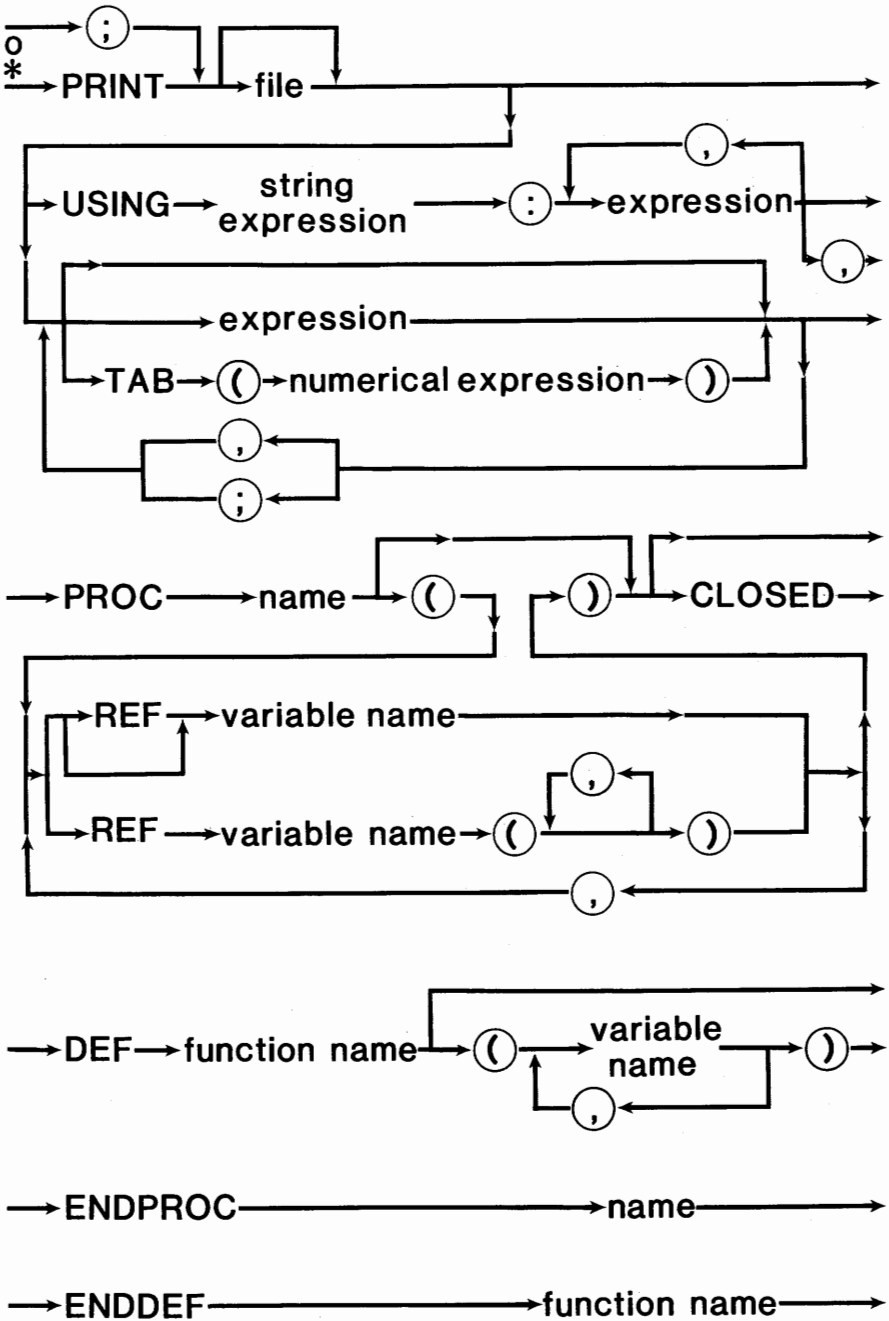 ;
o
*
PRINT file
,
USING string expression : expression
,
expression
TAB ( numerical expression )
,
;
PROC name ( ) CLOSED
REF variable name
,
REF variable name ( )
,
DEF function name ( variable name )
,
ENDPROC name
ENDDEF function name